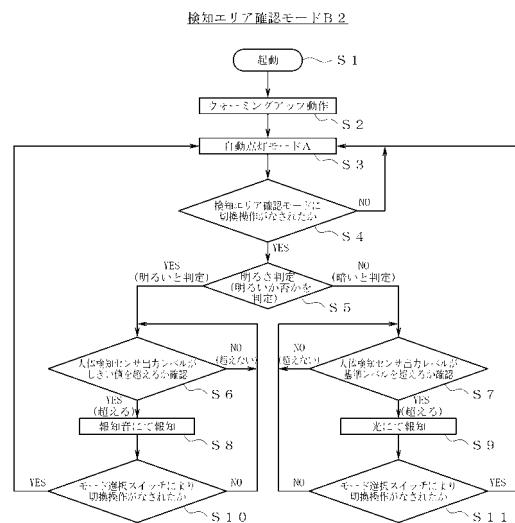 検知エリア確認モードB2
起動
S1
ウォーミングアップ動作
S2
自動点灯モードA
S3
検知エリア確認モードに
切換操作がなされたか
NO
S4
YES
YES
(明るいと判定)
明るさ判定
(明るいか否かを
判定)
NO
(暗いと判定)
S5
人体検知センサ出力レベルが
しきい値を超えるか確認
NO
(超えない)
S6
YES
(超える)
NO
(超えない)
人体検知センサ出力レベルが
基準レベルを超えるか確認
S7
YES
(超える)
報知音にて報知
S8
光にて報知
S9
YES
モード選択スイッチにより
切換操作がなされたか
NO
S10
NO
モード選択スイッチにより
切換操作がなされたか
YES
S11